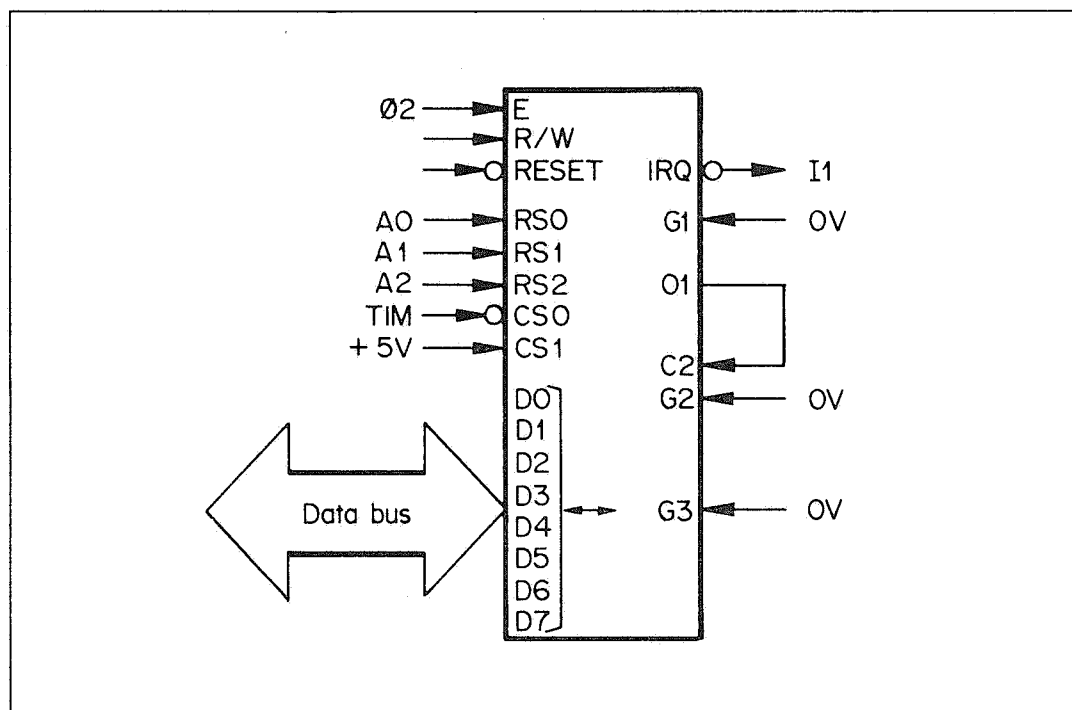 Ø2 E
R/W
RESET IRQ I1
A0 RS0 G1 0V
A1 RS1
A2 RS2 O1
TIM CS0
+5V CS1 C2
D0 G2 0V
D1
D2
D3 G3 0V
Data bus
D4
D5
D6
D7